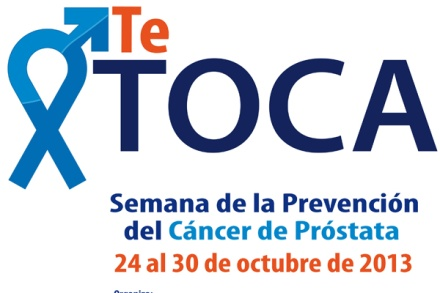 Te
TOCA
Semana de la Prevención
del Cáncer de Próstata
24 al 30 de octubre de 2013